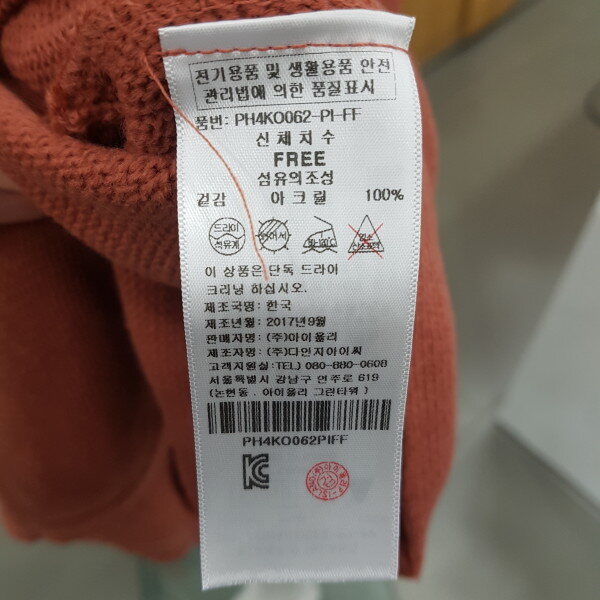 전기용품 및 생활용품 안전
관리법에 의한 품질표시
품번: PH4KO062-PI-FF
신체치수
FREE
섬유의조성
겉감 아크릴 100%
드라이
석유계
이 상품은 단독 드라이
크리닝 하십시오.
제조국명: 한국
제조년월: 2017년9월
판매자명: (주)아이올리
제조자명: (주)다인지아이씨
고객지원실:TEL) 080-880-0608
서울특별시 강남구 언주로 619
(논현동 . 아이올리 그린타워 )
PH4KO062PIFF